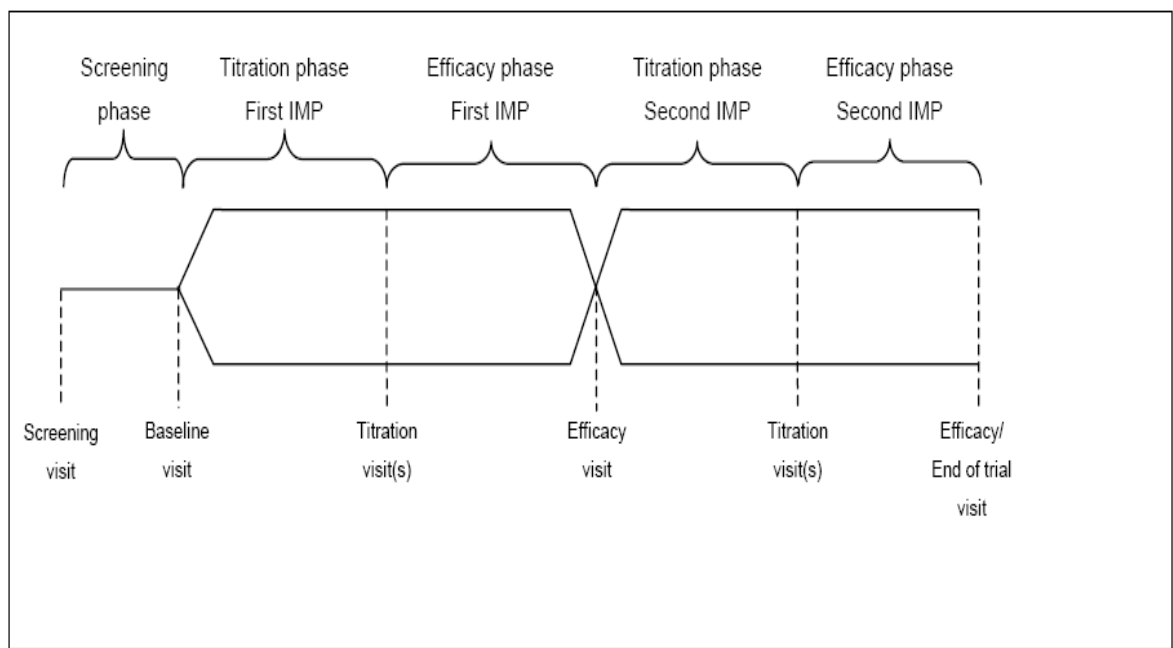 Screening
phase
Titration phase
First IMP
Efficacy phase
First IMP
Titration phase
Second IMP
Efficacy phase
Second IMP
Screening
visit
Baseline
visit
Titration
visit(s)
Efficacy
visit
Titration
visit(s)
Efficacy/
End of trial
visit